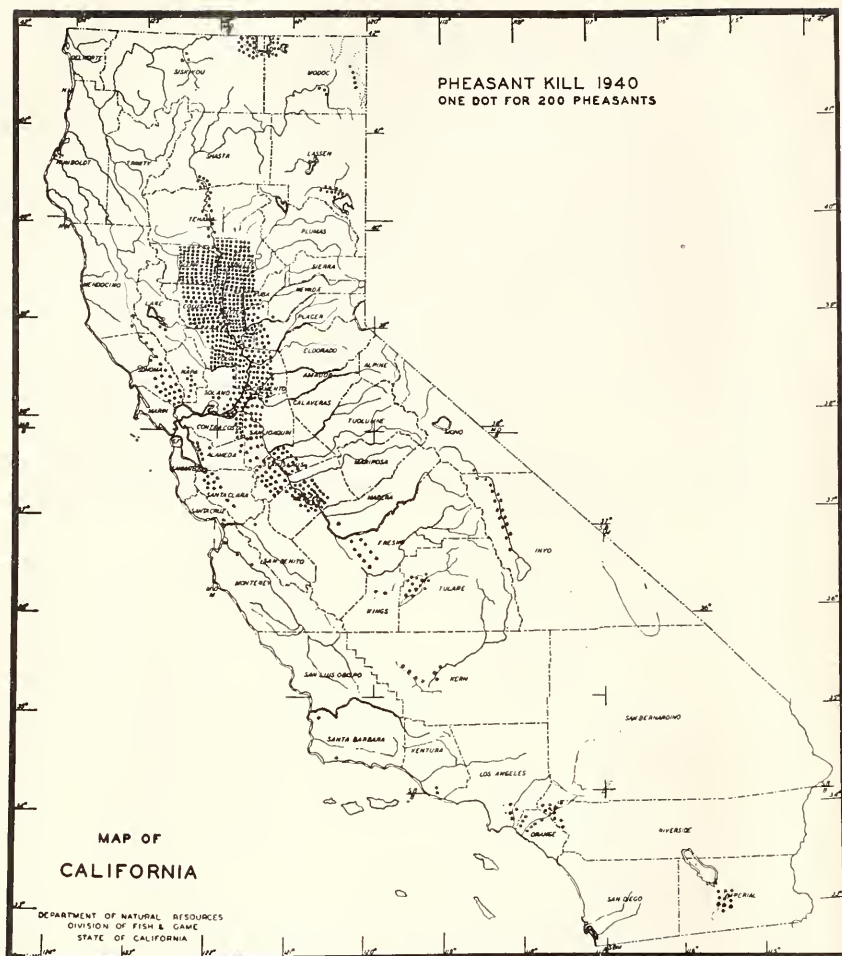 PHEASANT KILL 1940
ONE DOT FOR 200 PHEASANTS
DEL NORTE
SISKIYOU
MODOC
HUMBOLDT
TRINITY
SHASTA
LASSEN
TEHAMA
PLUMAS
SIERRA
MENDOCINO
LAKE
COLUSA
YUBA
NEVADA
PLACER
ELDORADO
SONOMA
NAPA
SOLANO
AMADOR
ALPINE
MARIN
CALAVERAS
SAN JOAQUIN
TUOLUMNE
MONO
ALAMEDA
MARIPOSA
SANTA CLARA
MADERA
SANTA CRUZ
FRESNO
SAN BENITO
INYO
MONTEREY
KINGS
TULARE
SAN LUIS OBISPO
KERN
SAN BERNARDINO
SANTA BARBARA
VENTURA
LOS ANGELES
ORANGE
RIVERSIDE
SAN DIEGO
IMPERIAL
MAP OF
CALIFORNIA
DEPARTMENT OF NATURAL RESOURCES
DIVISION OF FISH & GAME
STATE OF CALIFORNIA